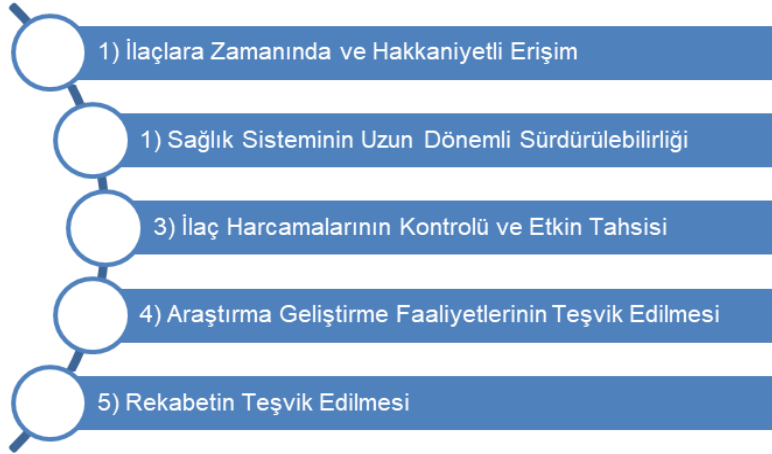 1) İlaçlara Zamanında ve Hakkaniyetli Erişim
1) Sağlık Sisteminin Uzun Dönemli Sürdürülebilirliği
3) İlaç Harcamalarının Kontrolü ve Etkin Tahsisi
4) Araştırma Geliştirme Faaliyetlerinin Teşvik Edilmesi
5) Rekabetin Teşvik Edilmesi